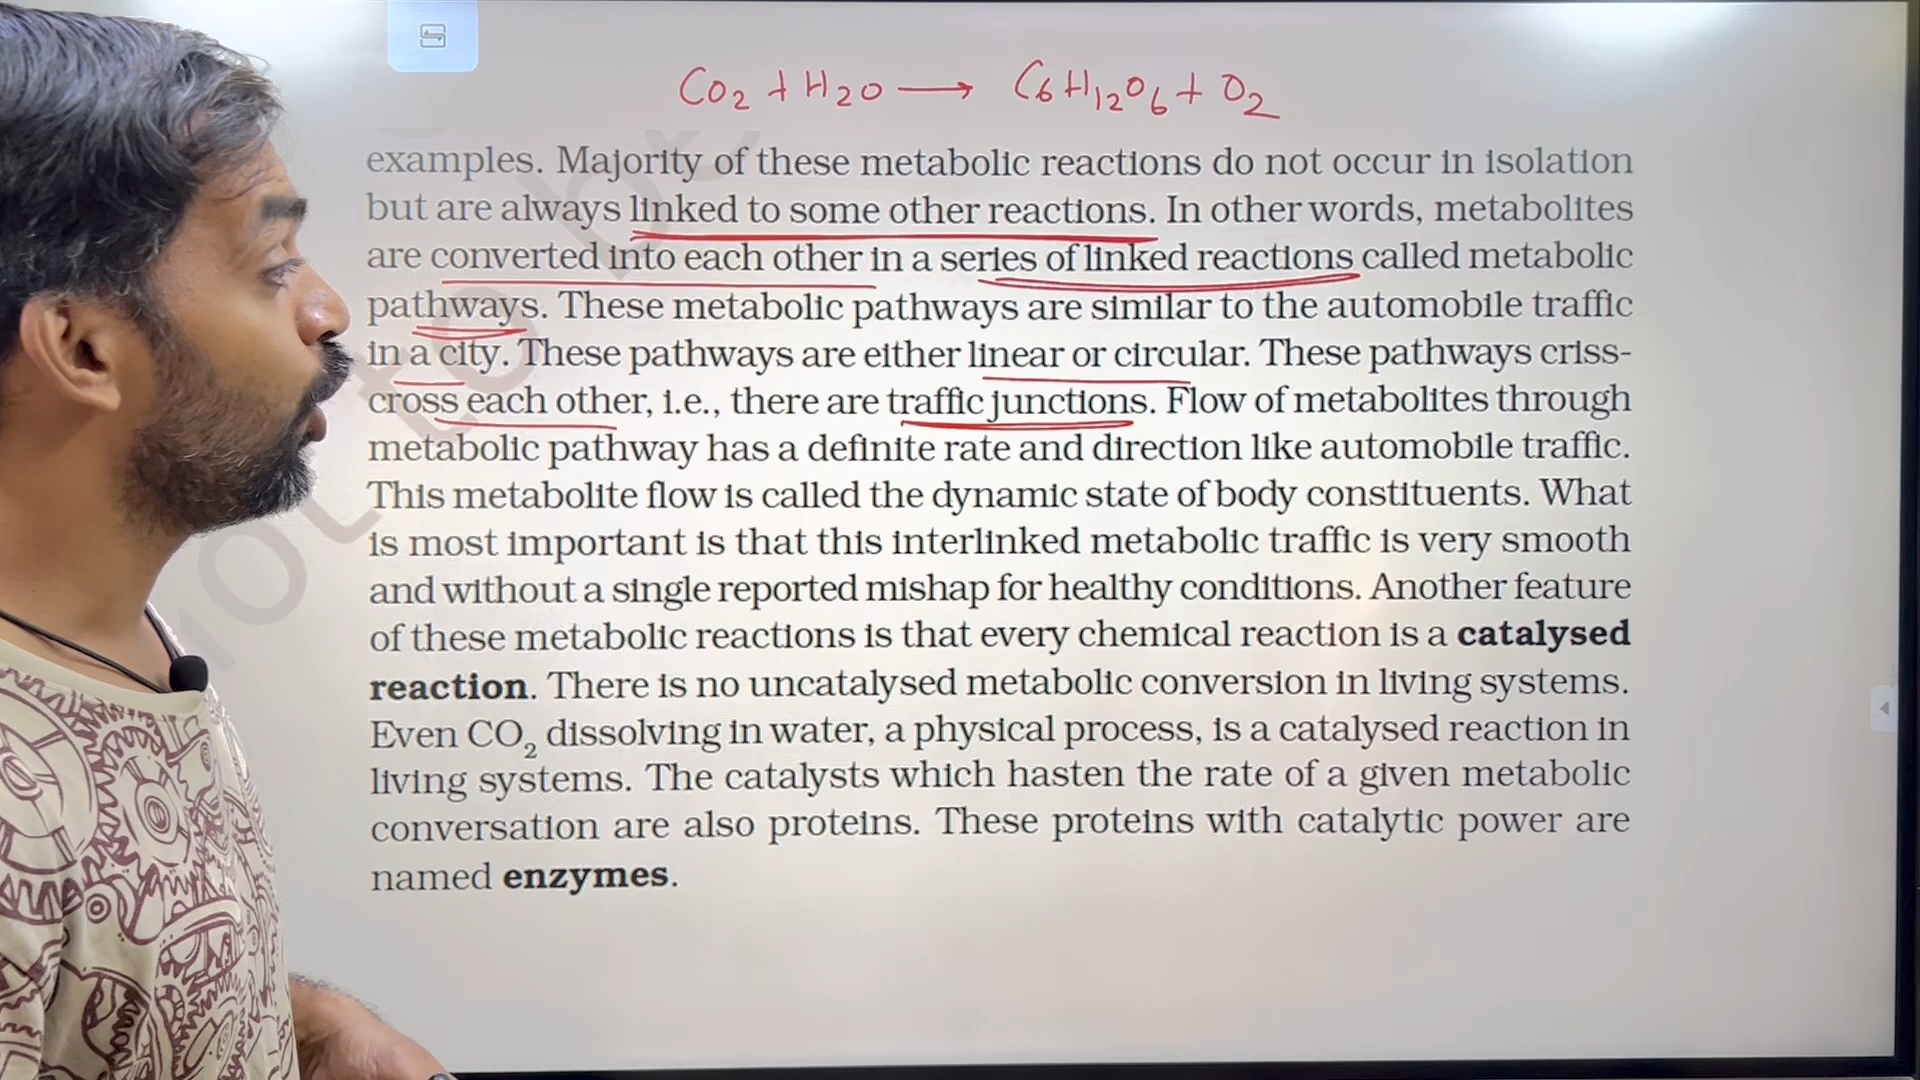 CO2 + H2O → C6H12O6 + O2
examples. Majority of these metabolic reactions do not occur in isolation
but are always linked to some other reactions. In other words, metabolites
are converted into each other in a series of linked reactions called metabolic
pathways. These metabolic pathways are similar to the automobile traffic
in a city. These pathways are either linear or circular. These pathways criss-
cross each other, i.e., there are traffic junctions. Flow of metabolites through
metabolic pathway has a definite rate and direction like automobile traffic.
This metabolite flow is called the dynamic state of body constituents. What
is most important is that this interlinked metabolic traffic is very smooth
and without a single reported mishap for healthy conditions. Another feature
of these metabolic reactions is that every chemical reaction is a catalysed
reaction. There is no uncatalysed metabolic conversion in living systems.
Even CO2 dissolving in water, a physical process, is a catalysed reaction in
living systems. The catalysts which hasten the rate of a given metabolic
conversation are also proteins. These proteins with catalytic power are
named enzymes.
not to be